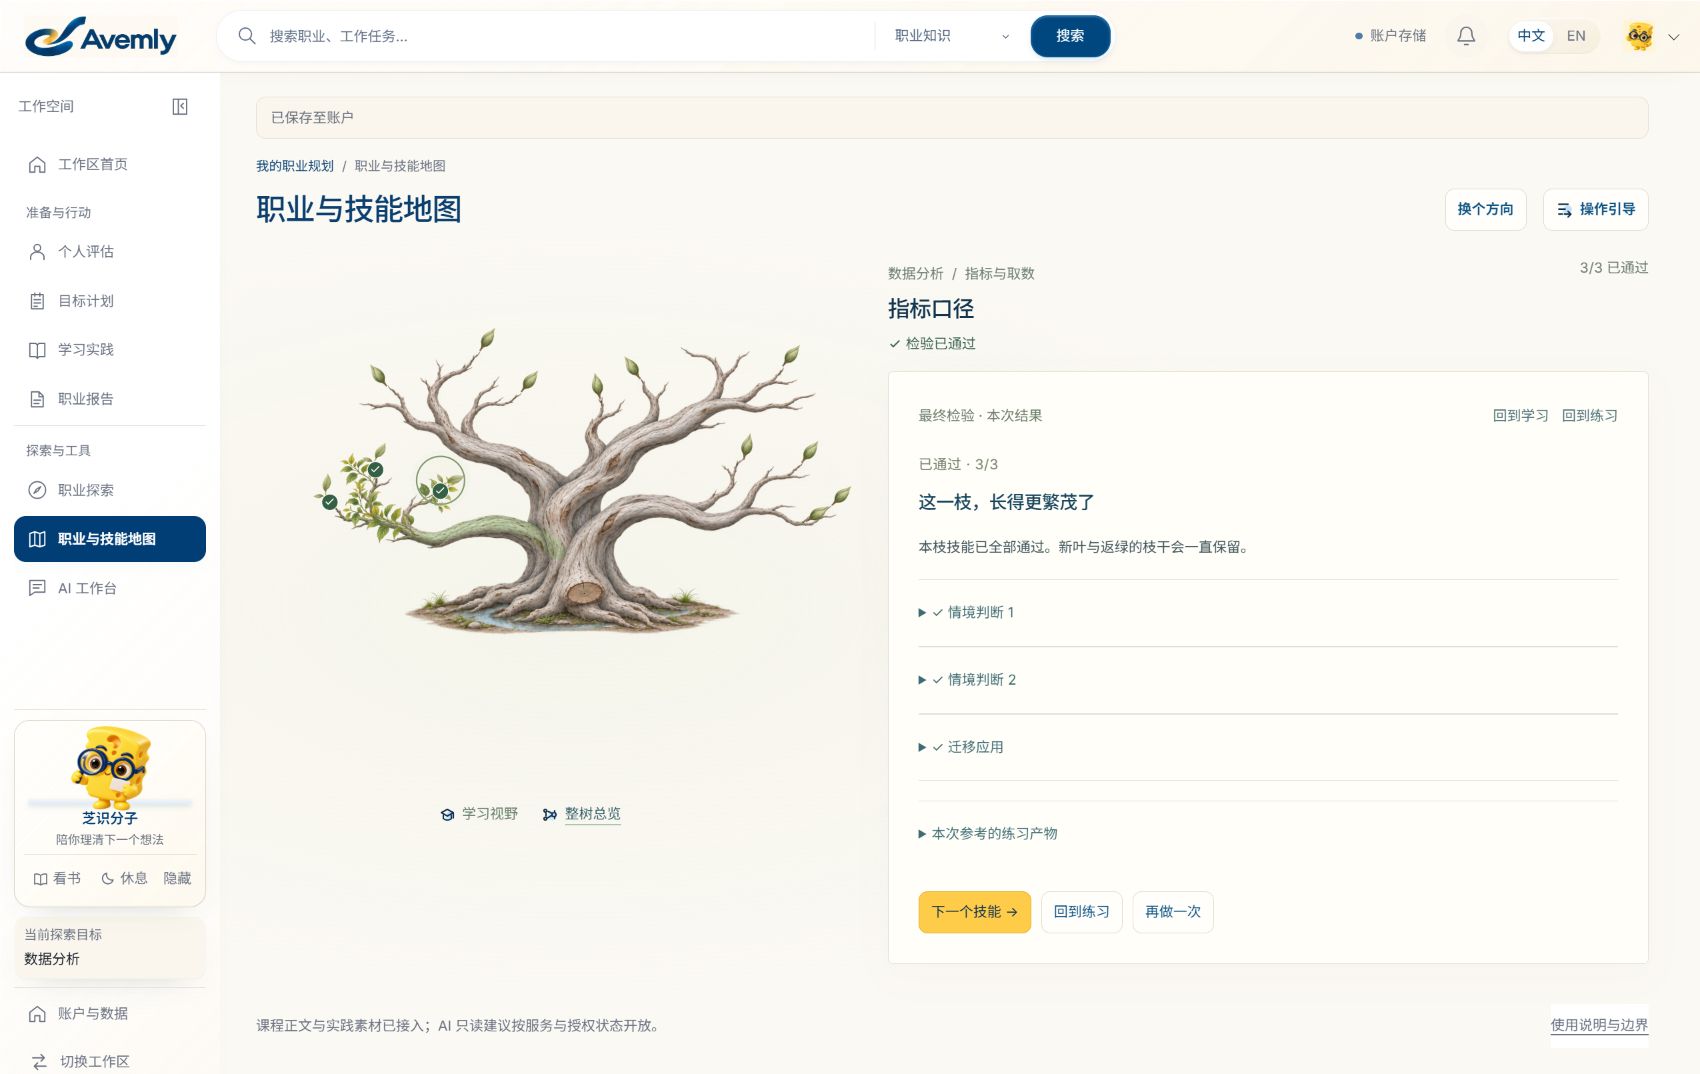 Avemly
搜索职业、工作任务...
职业知识
搜索
账户存储
中文
EN
工作空间
工作区首页
准备与行动
个人评估
目标计划
学习实践
职业报告
探索与工具
职业探索
职业与技能地图
AI 工作台
芝识分子
陪你理清下一个想法
看书
休息
隐藏
当前探索目标
数据分析
账户与数据
切换工作区
已保存至账户
我的职业规划 / 职业与技能地图
职业与技能地图
换个方向
操作引导
学习视野
整树总览
数据分析 / 指标与取数
3/3 已通过
指标口径
✓ 检验已通过
最终检验 · 本次结果
回到学习
回到练习
已通过 · 3/3
这一枝，长得更繁茂了
本枝技能已全部通过。新叶与返绿的枝干会一直保留。
▶ ✓ 情境判断 1
▶ ✓ 情境判断 2
▶ ✓ 迁移应用
▶ 本次参考的练习产物
下一个技能 →
回到练习
再做一次
课程正文与实践素材已接入；AI 只读建议按服务与授权状态开放。
使用说明与边界